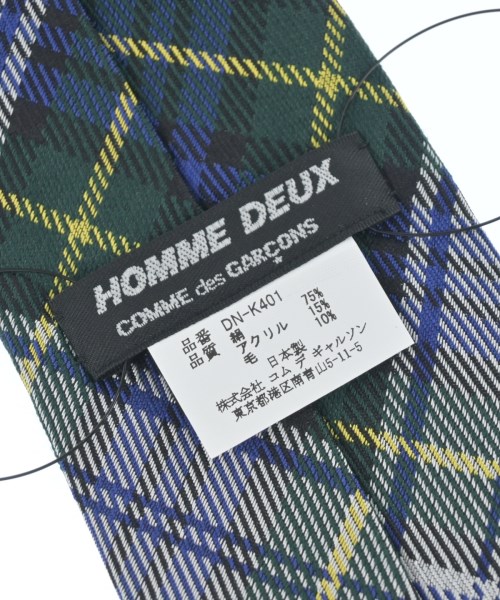 HOMME DEUX
COMME des GARÇONS
品番 DN-K401
品質 絹 75%
アクリル 15%
毛 10%
日本製
株式会社 コム デ ギャルソン
東京都港区南青山5-11-5